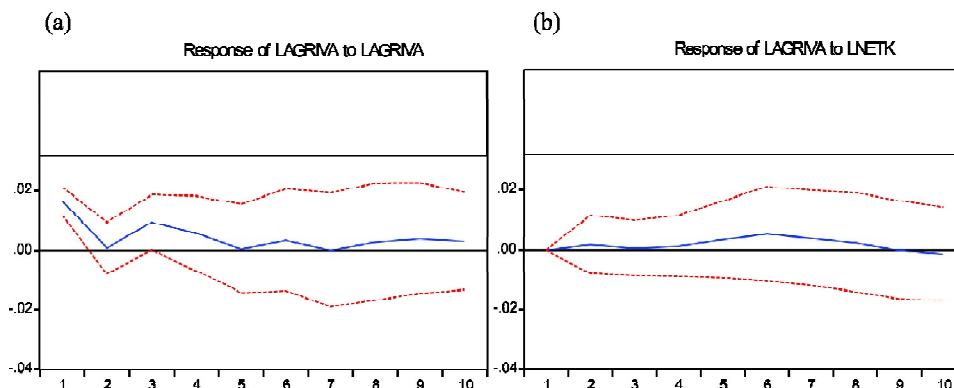 (a)
Response of LAGRIVA to LAGRIVA
.02
.00
-.02
-.04
1 2 3 4 5 6 7 8 9 10
(b)
Response of LAGRIVA to LNETK
.02
.00
-.02
-.04
1 2 3 4 5 6 7 8 9 10